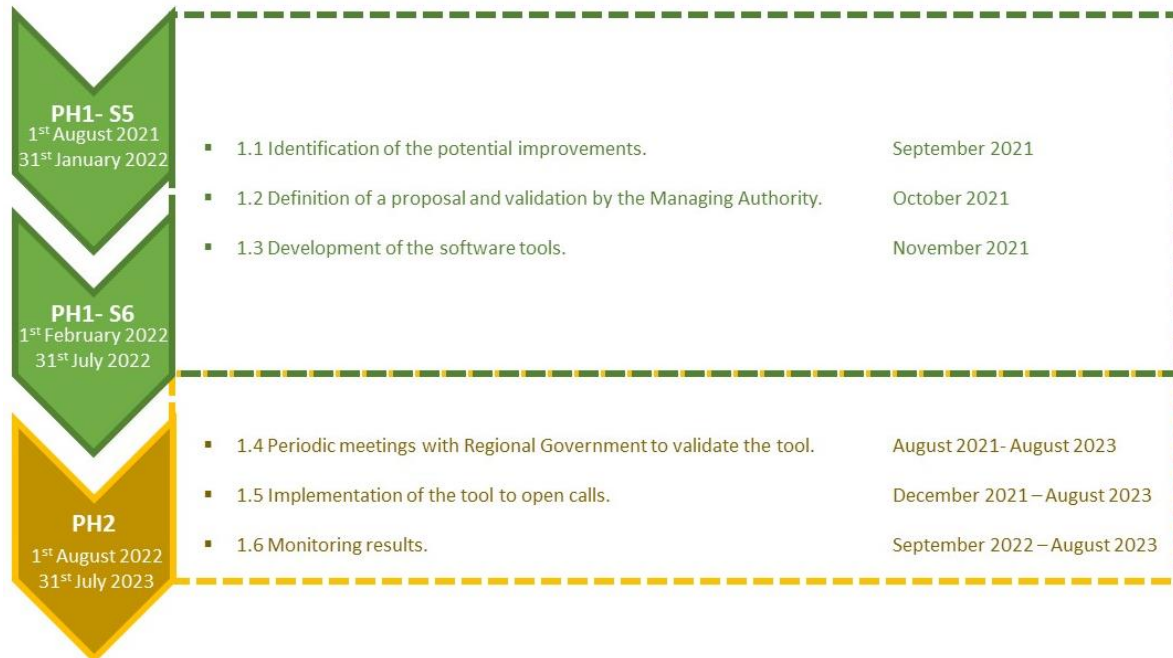 PH1- S5
1st August 2021
31st January 2022
▪ 1.1 Identification of the potential improvements. September 2021
▪ 1.2 Definition of a proposal and validation by the Managing Authority. October 2021
▪ 1.3 Development of the software tools. November 2021
PH1- S6
1st February 2022
31st July 2022
▪ 1.4 Periodic meetings with Regional Government to validate the tool. August 2021- August 2023
▪ 1.5 Implementation of the tool to open calls. December 2021 – August 2023
▪ 1.6 Monitoring results. September 2022 – August 2023
PH2
1st August 2022
31st July 2023